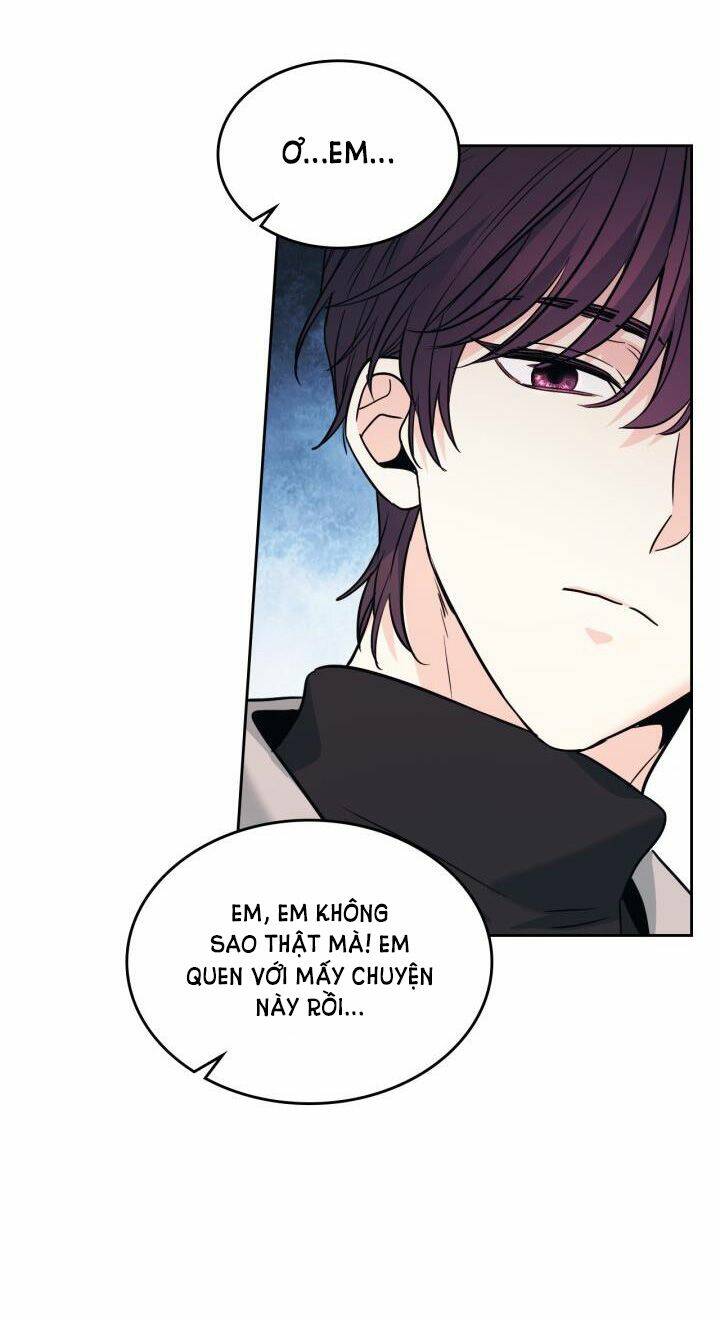 Ơ...EM...
EM, EM KHÔNG
SAO THẬT MÀ! EM
QUEN VỚI MẤY CHUYỆN
NÀY RỒI...